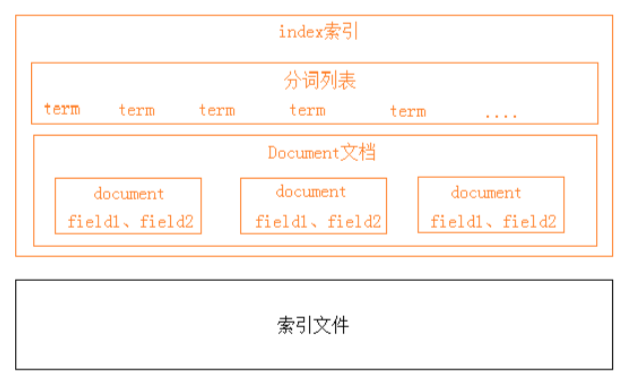 index索引
分词列表
term term term term term ....
Document文档
document document document
field1、field2 field1、field2 field1、field2
索引文件